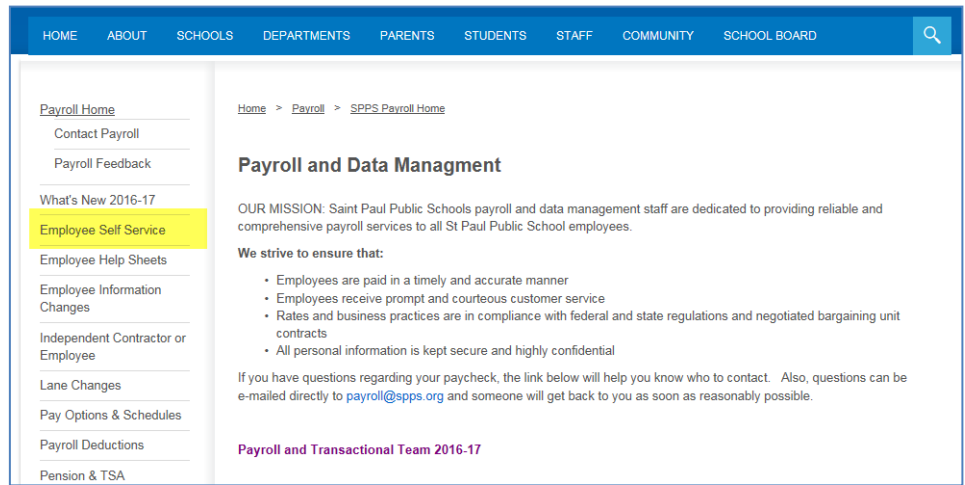 HOME ABOUT SCHOOLS DEPARTMENTS PARENTS STUDENTS STAFF COMMUNITY SCHOOL BOARD
Payroll Home
Contact Payroll
Payroll Feedback
What's New 2016-17
Employee Self Service
Employee Help Sheets
Employee Information
Changes
Independent Contractor or
Employee
Lane Changes
Pay Options & Schedules
Payroll Deductions
Pension & TSA
Home > Payroll > SPPS Payroll Home
Payroll and Data Managment
OUR MISSION: Saint Paul Public Schools payroll and data management staff are dedicated to providing reliable and
comprehensive payroll services to all St Paul Public School employees.
We strive to ensure that:
• Employees are paid in a timely and accurate manner
• Employees receive prompt and courteous customer service
• Rates and business practices are in compliance with federal and state regulations and negotiated bargaining unit
contracts
• All personal information is kept secure and highly confidential
If you have questions regarding your paycheck, the link below will help you know who to contact. Also, questions can be
e-mailed directly to payroll@spps.org and someone will get back to you as soon as reasonably possible.
Payroll and Transactional Team 2016-17